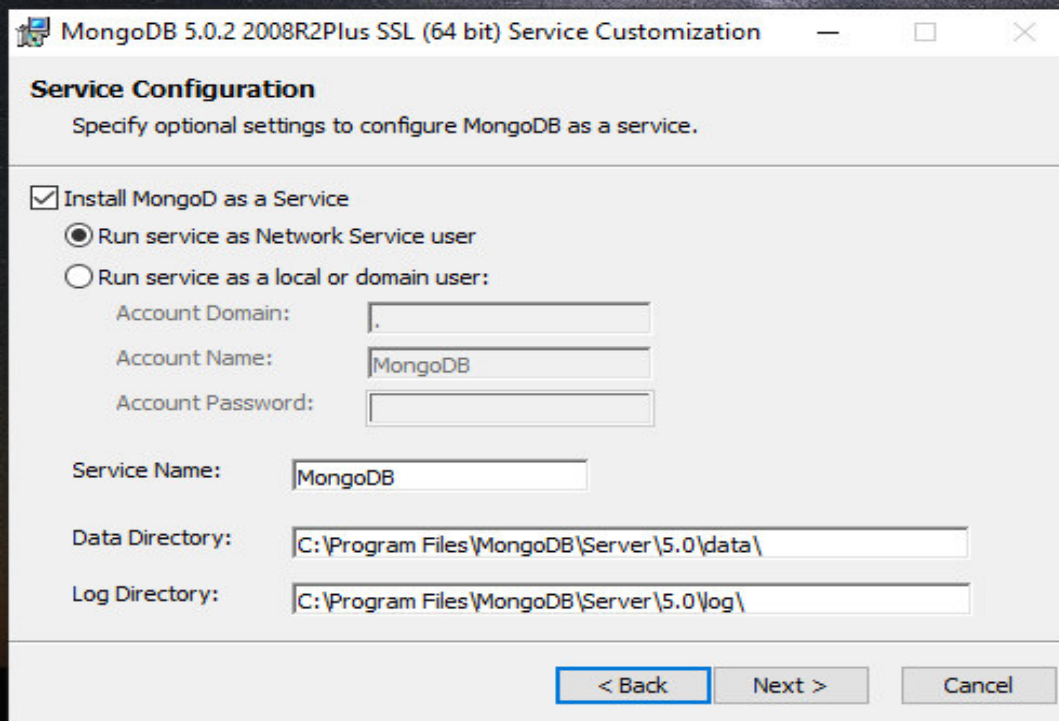 MongoDB 5.0.2 2008R2Plus SSL (64 bit) Service Customization
Service Configuration
Specify optional settings to configure MongoDB as a service.
Install MongoD as a Service
Run service as Network Service user
Run service as a local or domain user:
Account Domain: .
Account Name: MongoDB
Account Password:
Service Name: MongoDB
Data Directory: C:\Program Files\MongoDB\Server\5.0\data\
Log Directory: C:\Program Files\MongoDB\Server\5.0\log\
< Back Next > Cancel